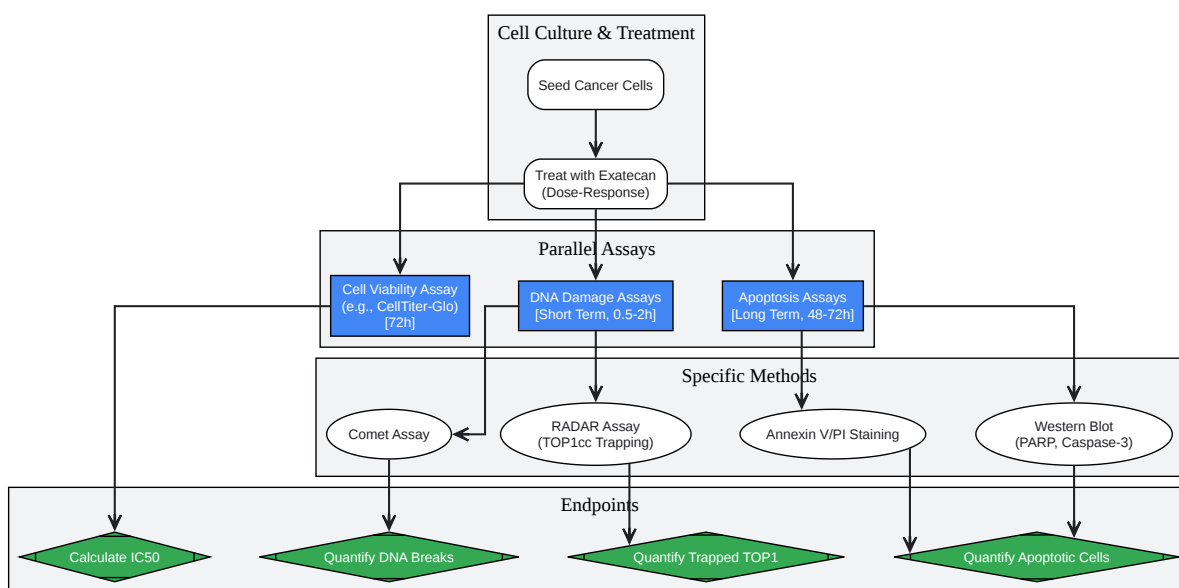 Cell Culture & Treatment
Seed Cancer Cells
Treat with Exatecan
(Dose-Response)
Parallel Assays
Cell Viability Assay
(e.g., CellTiter-Glo)
[72h]
DNA Damage Assays
[Short Term, 0.5-2h]
Apoptosis Assays
[Long Term, 48-72h]
Specific Methods
Comet Assay
RADAR Assay
(TOP1cc Trapping)
Annexin V/PI Staining
Western Blot
(PARP, Caspase-3)
Endpoints
Calculate IC50
Quantify DNA Breaks
Quantify Trapped TOP1
Quantify Apoptotic Cells